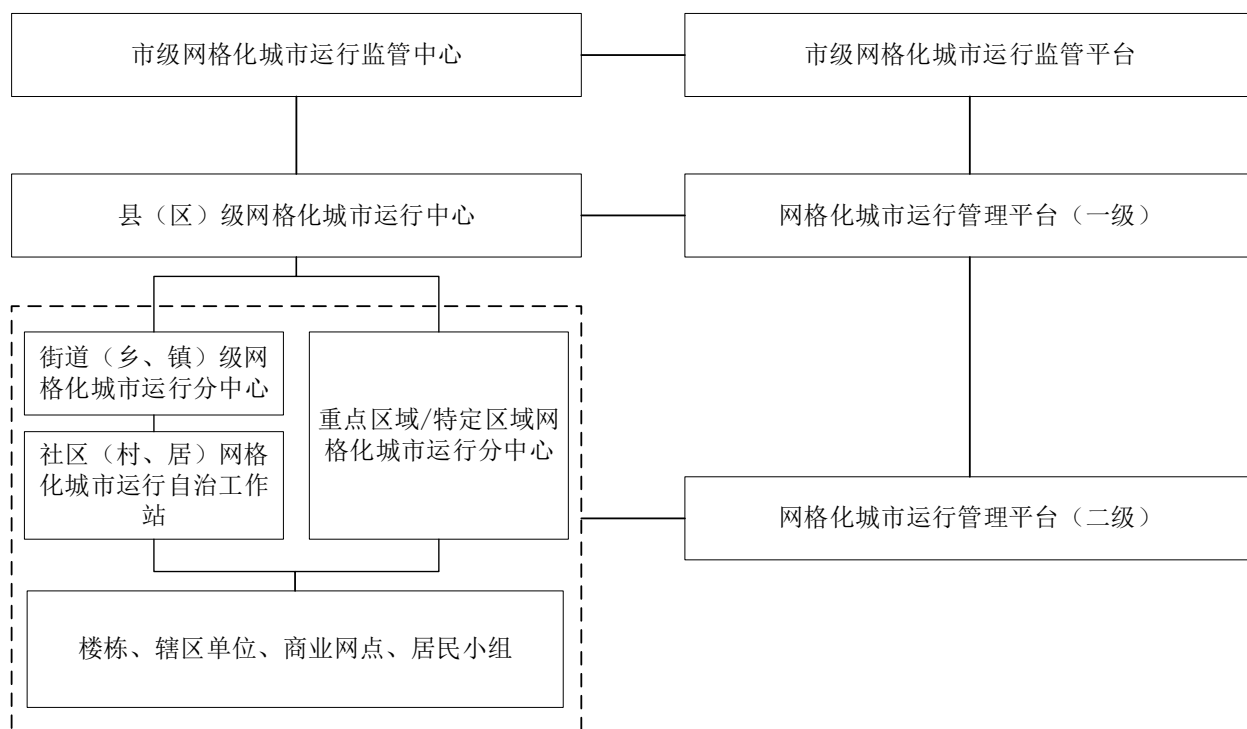 市级网格化城市运行监管中心
市级网格化城市运行监管平台
县（区）级网格化城市运行中心
网格化城市运行管理平台（一级）
街道（乡、镇）级网
格化城市运行分中心
重点区域/特定区域网
格化城市运行分中心
社区（村、居）网格
化城市运行自治工作
站
网格化城市运行管理平台（二级）
楼栋、辖区单位、商业网点、居民小组